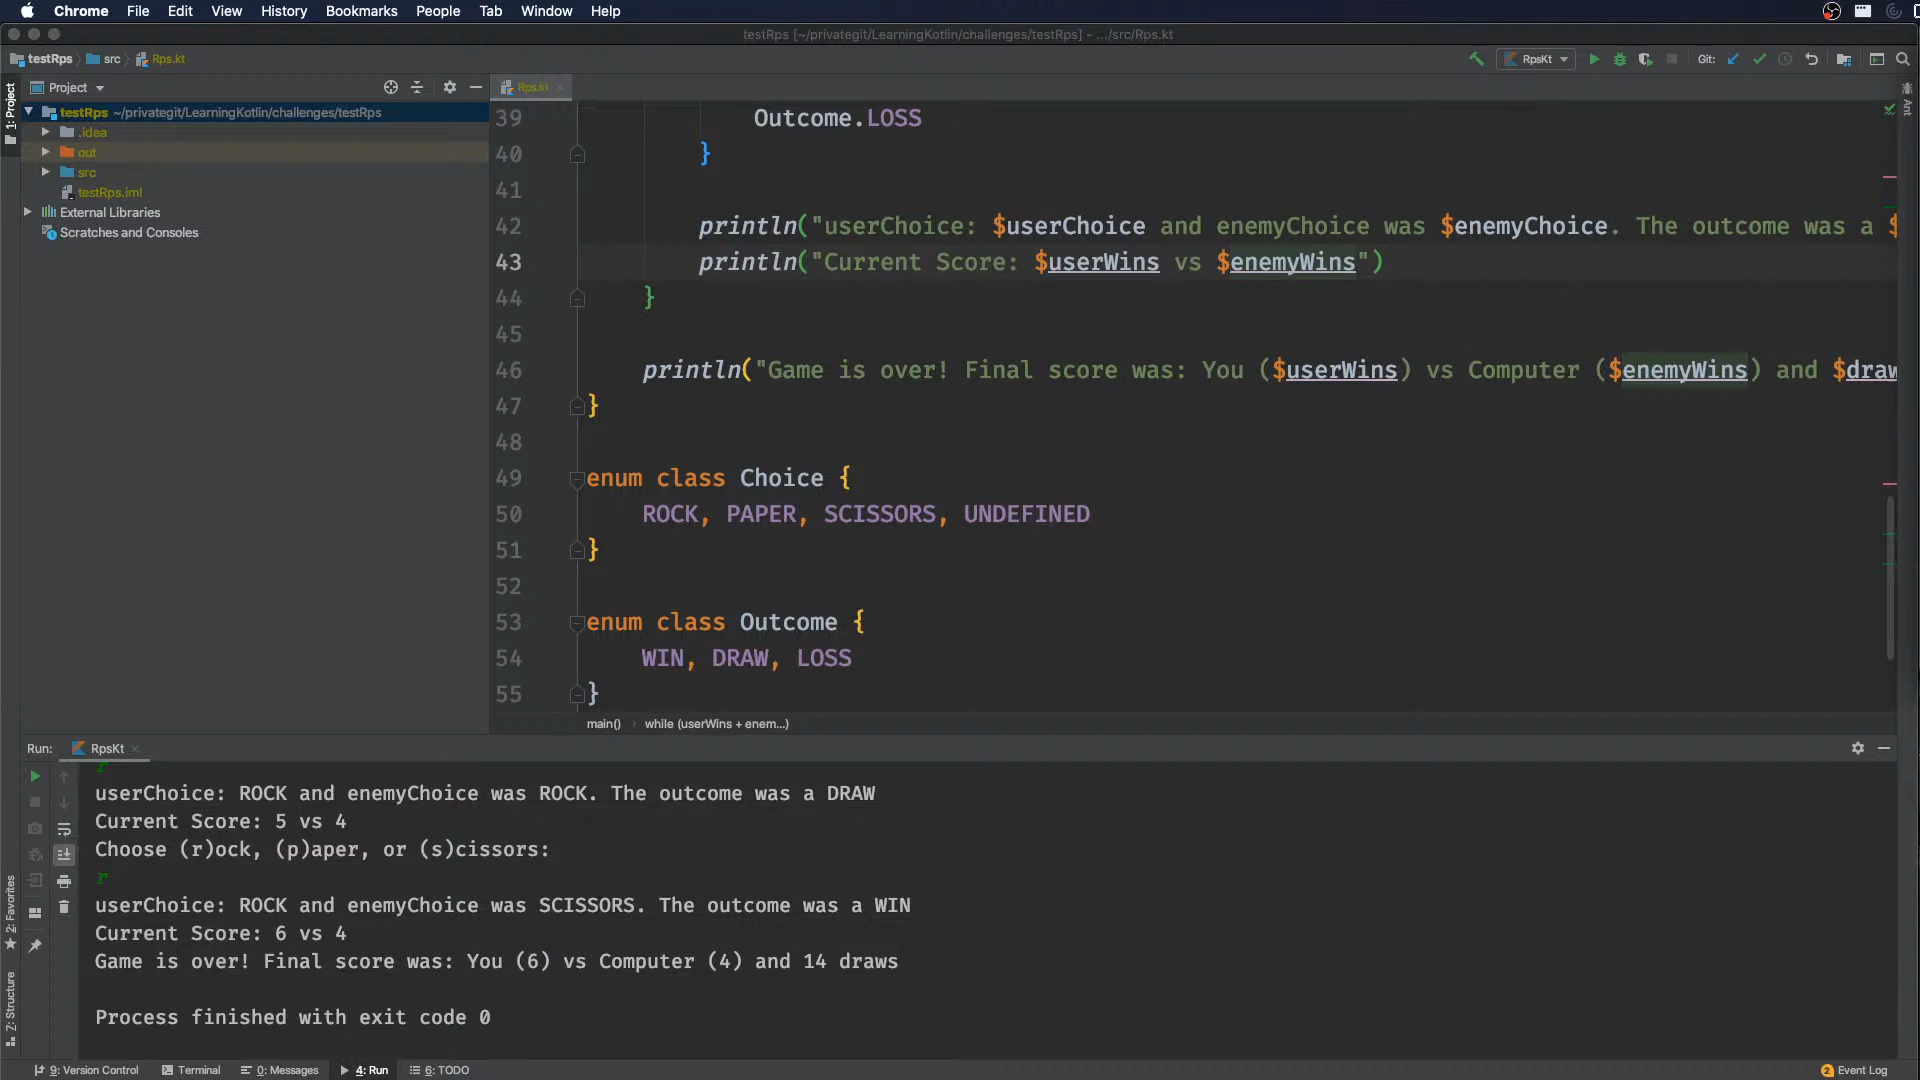 Chrome File Edit View History Bookmarks People Tab Window Help
testRps [~/privategit/LearningKotlin/challenges/testRps] - .../src/Rps.kt
testRps src Rps.kt
RpsKt
Git:
Project
Rps.kt
1: Project
Ant
testRps ~/privategit/LearningKotlin/challenges/testRps
.idea
out
src
testRps.iml
External Libraries
Scratches and Consoles
39 Outcome.LOSS
40 }
41
42 println("userChoice: $userChoice and enemyChoice was $enemyChoice. The outcome was a $
43 println("Current Score: $userWins vs $enemyWins")
44 }
45
46 println("Game is over! Final score was: You ($userWins) vs Computer ($enemyWins) and $draw
47 }
48
49 enum class Choice {
50 ROCK, PAPER, SCISSORS, UNDEFINED
51 }
52
53 enum class Outcome {
54 WIN, DRAW, LOSS
55 }
main() while (userWins + enem...)
Run: RpsKt
r
userChoice: ROCK and enemyChoice was ROCK. The outcome was a DRAW
Current Score: 5 vs 4
Choose (r)ock, (p)aper, or (s)cissors:
r
userChoice: ROCK and enemyChoice was SCISSORS. The outcome was a WIN
Current Score: 6 vs 4
Game is over! Final score was: You (6) vs Computer (4) and 14 draws
Process finished with exit code 0
2: Favorites
Z: Structure
9: Version Control Terminal 0: Messages 4: Run 6: TODO
2 Event Log